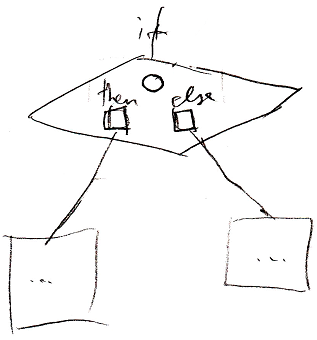 if
then else
... ...